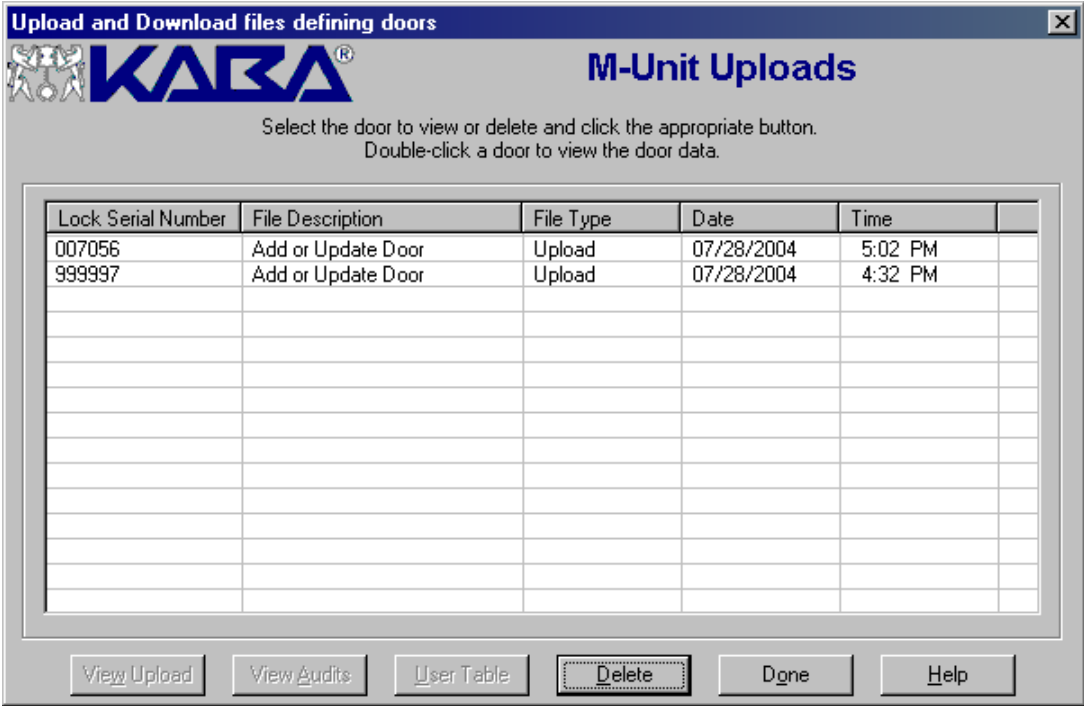 Upload and Download files defining doors
KABA®
M-Unit Uploads
Select the door to view or delete and click the appropriate button.
Double-click a door to view the door data.
Lock Serial Number File Description File Type Date Time
007056 Add or Update Door Upload 07/28/2004 5:02 PM
999997 Add or Update Door Upload 07/28/2004 4:32 PM
View Upload View Audits User Table Delete Done Help